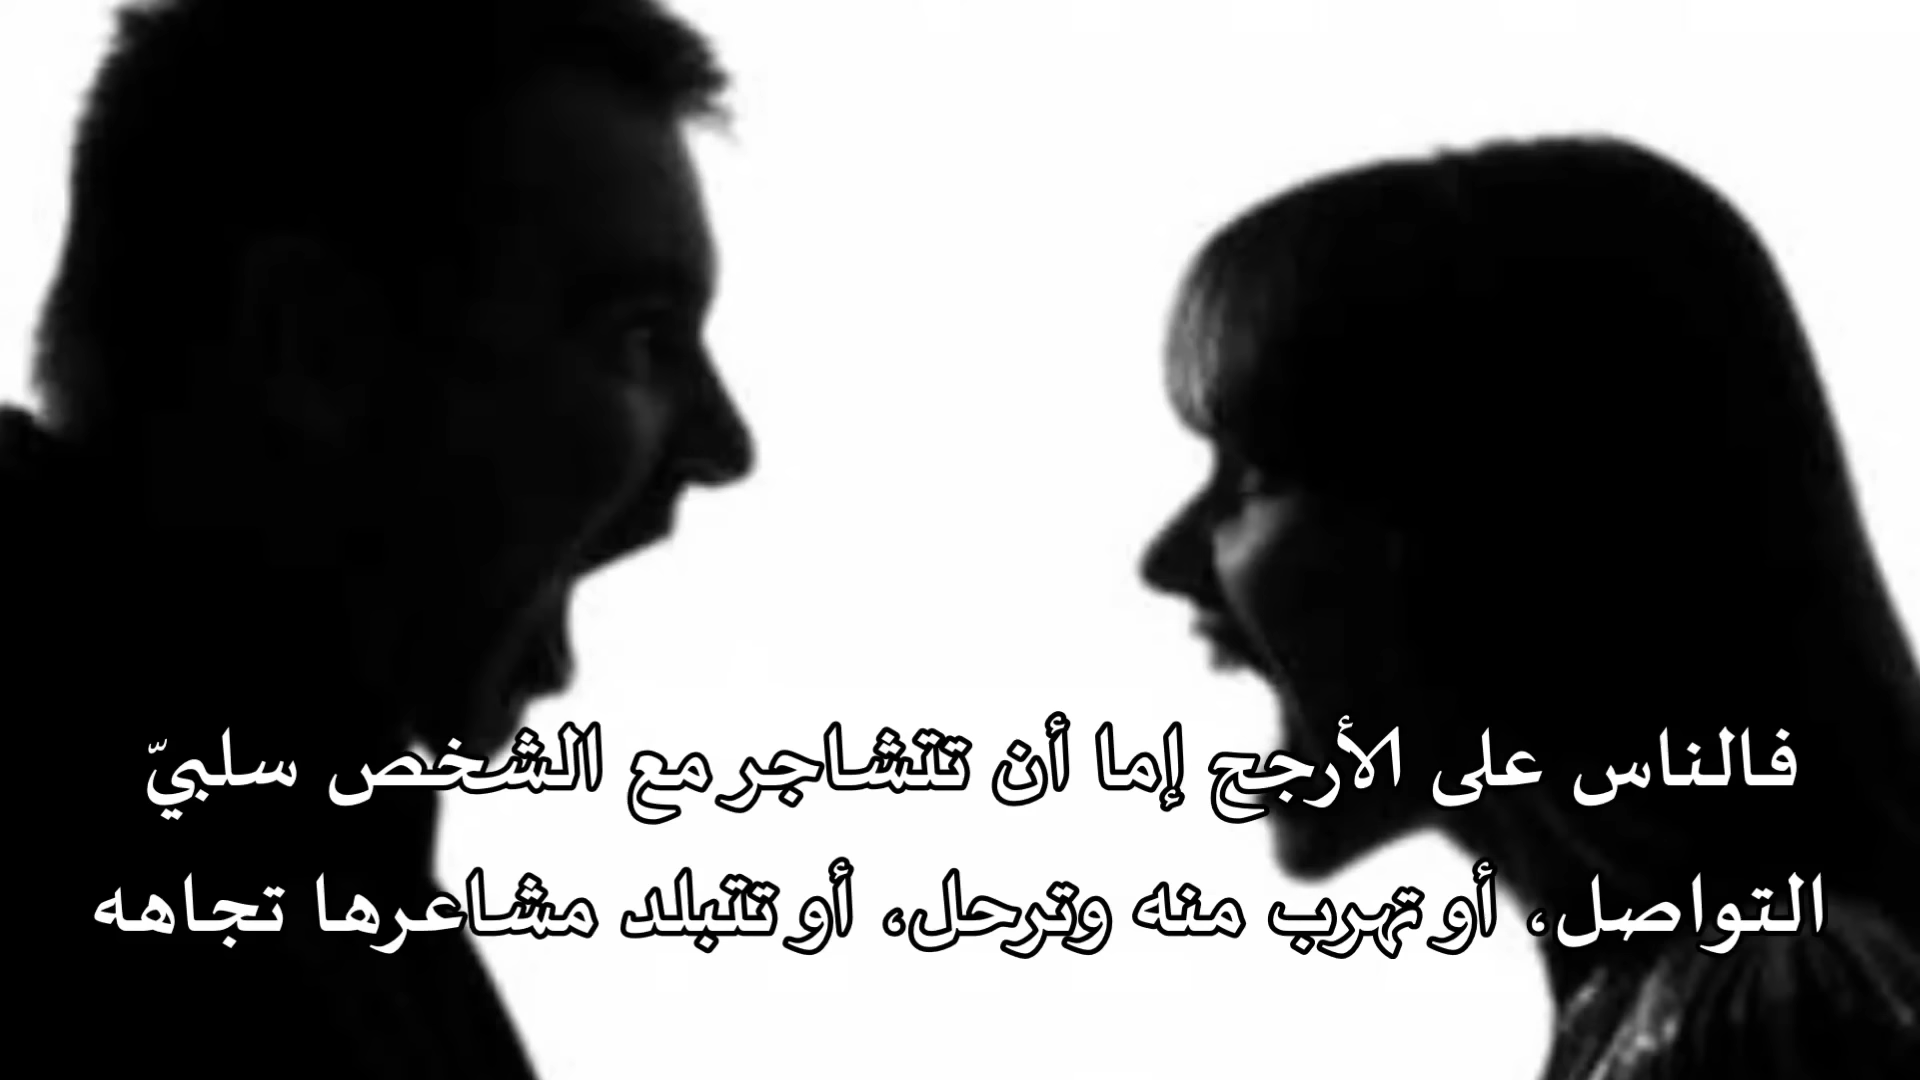 فالناس على الأرجح إما أن تتشاجر مع الشخص سلبيّ
التواصل، أو تهرب منه وترحل، أو تتبلد مشاعرها تجاهه